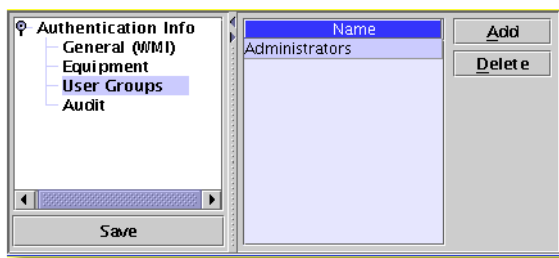 Authentication Info
General (WMI)
Equipment
User Groups
Audit
Save
Name
Administrators
Add
Delete